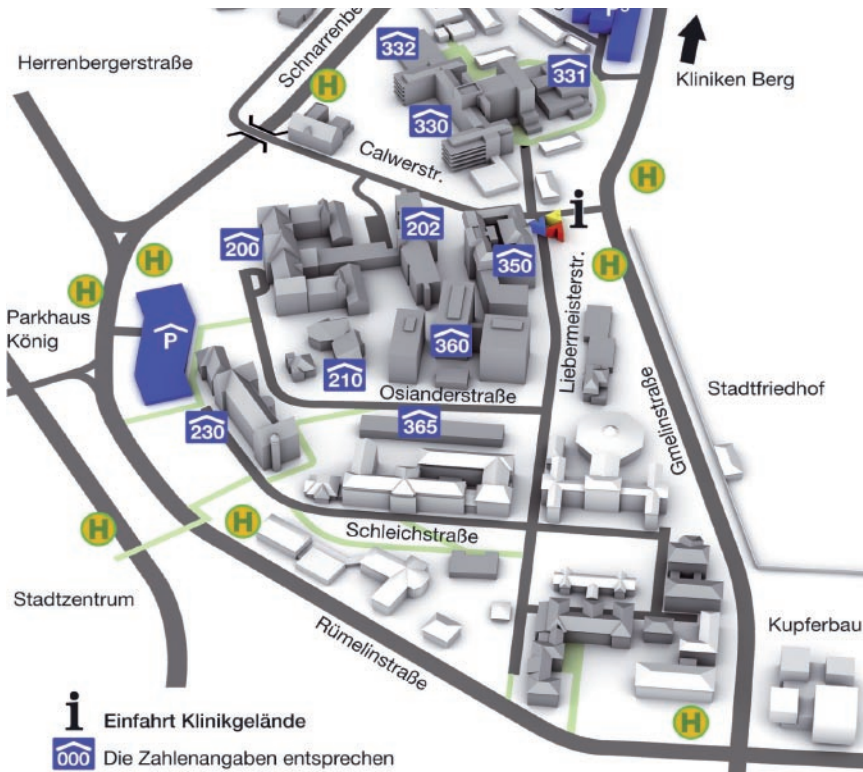 332
Schnarrenbe
Herrenbergerstraße
H
331
Kliniken Berg
330
Calwerstr.
H
i
200
202
350
H
H
H
Liebermeisterstr.
Parkhaus
König
P
360
210
Osianderstraße
Stadtfriedhof
Gmelinstraße
365
230
H
H
Schleichstraße
Stadtzentrum
Rümelinstraße
Kupferbau
H
i Einfahrt Klinikgelände
000 Die Zahlenangaben entsprechen